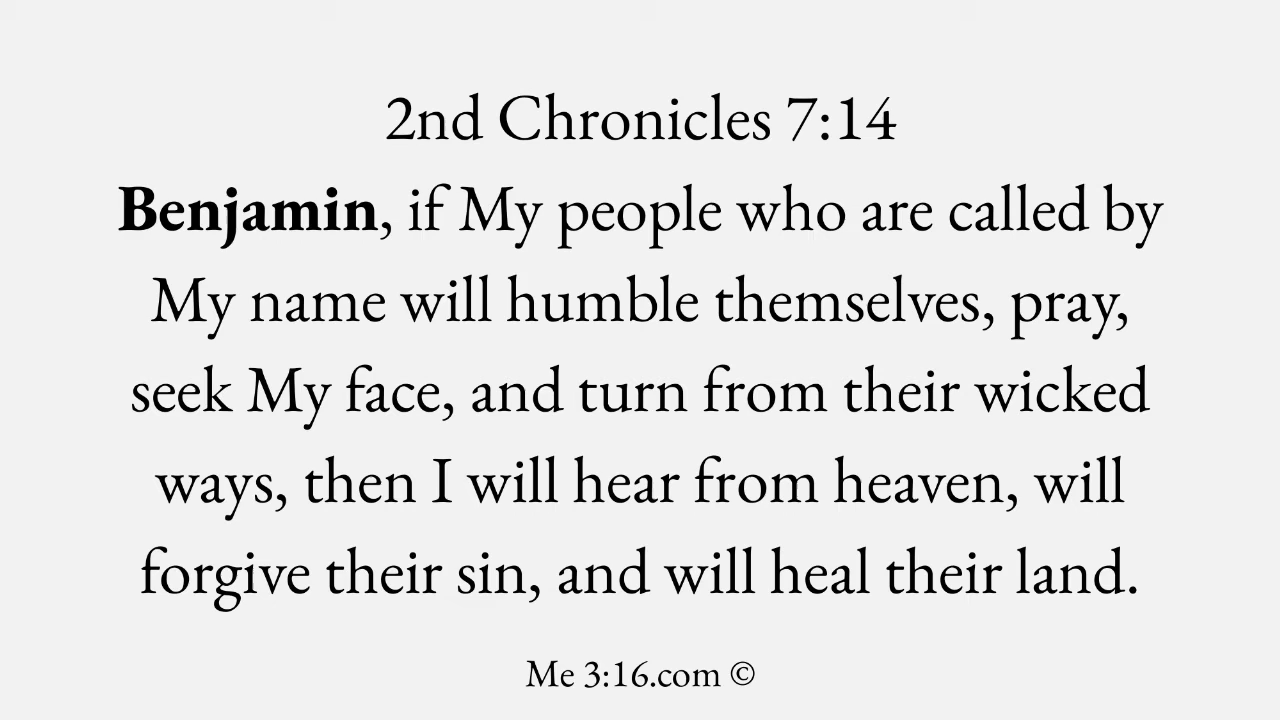 2nd Chronicles 7:14
Benjamin, if My people who are called by
My name will humble themselves, pray,
seek My face, and turn from their wicked
ways, then I will hear from heaven, will
forgive their sin, and will heal their land.
Me 3:16.com ©